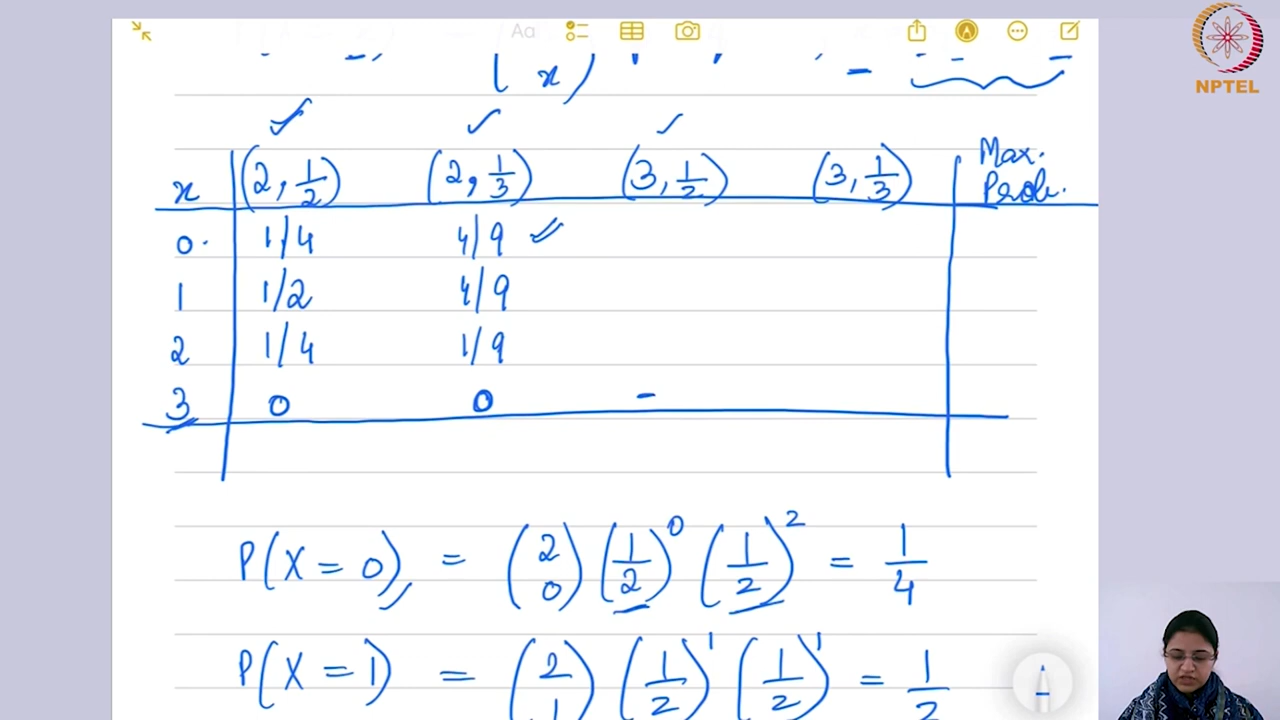 Aa
NPTEL
(x)
✓ ✓ ✓
x (2, 1/2) (2, 1/3) (3, 1/2) (3, 1/3) Max. Prob.
0 1/4 4/9 ✓
1 1/2 4/9
2 1/4 1/9
3 0 0 -
P(X = 0), = (2 0) (1/2)^0 (1/2)^2 = 1/4
P(X = 1) = (2 1) (1/2)^1 (1/2)^1 = 1/2